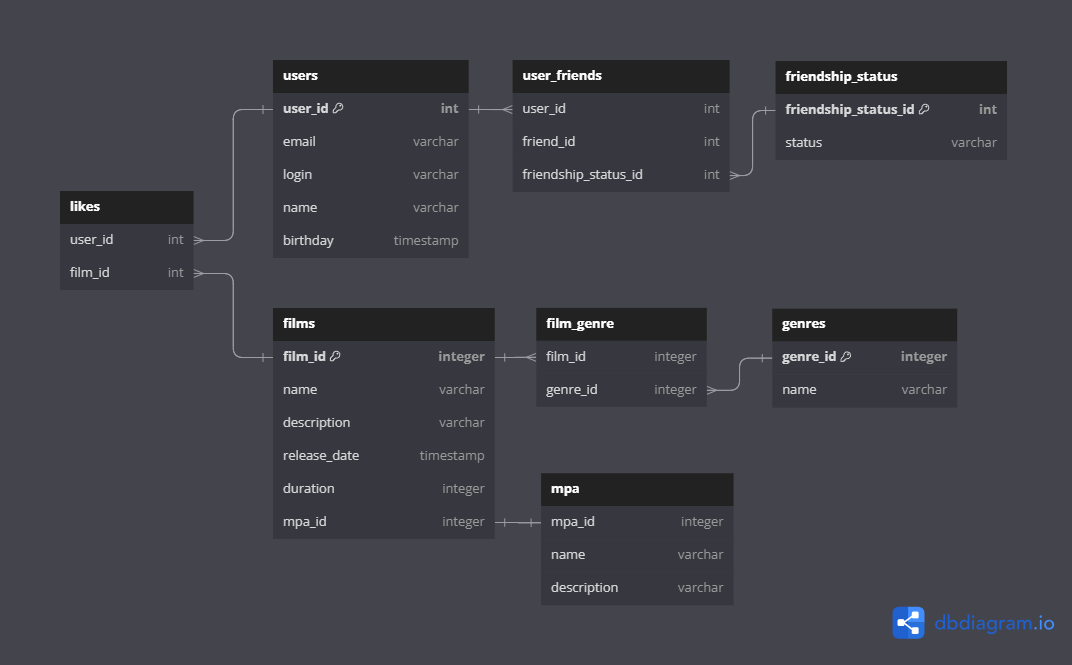 users
user_id int
email varchar
login varchar
name varchar
birthday timestamp
user_friends
user_id int
friend_id int
friendship_status_id int
friendship_status
friendship_status_id int
status varchar
likes
user_id int
film_id int
films
film_id integer
name varchar
description varchar
release_date timestamp
duration integer
mpa_id integer
film_genre
film_id integer
genre_id integer
genres
genre_id integer
name varchar
mpa
mpa_id integer
name varchar
description varchar
dbdiagram.io